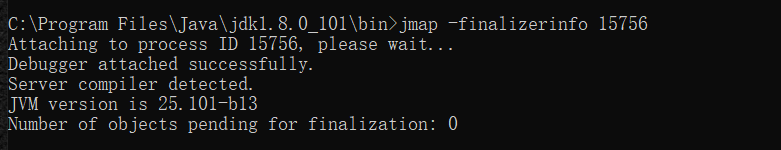 C:\Program Files\Java\jdk1.8.0_101\bin>jmap -finalizerinfo 15756
Attaching to process ID 15756, please wait...
Debugger attached successfully.
Server compiler detected.
JVM version is 25.101-b13
Number of objects pending for finalization: 0